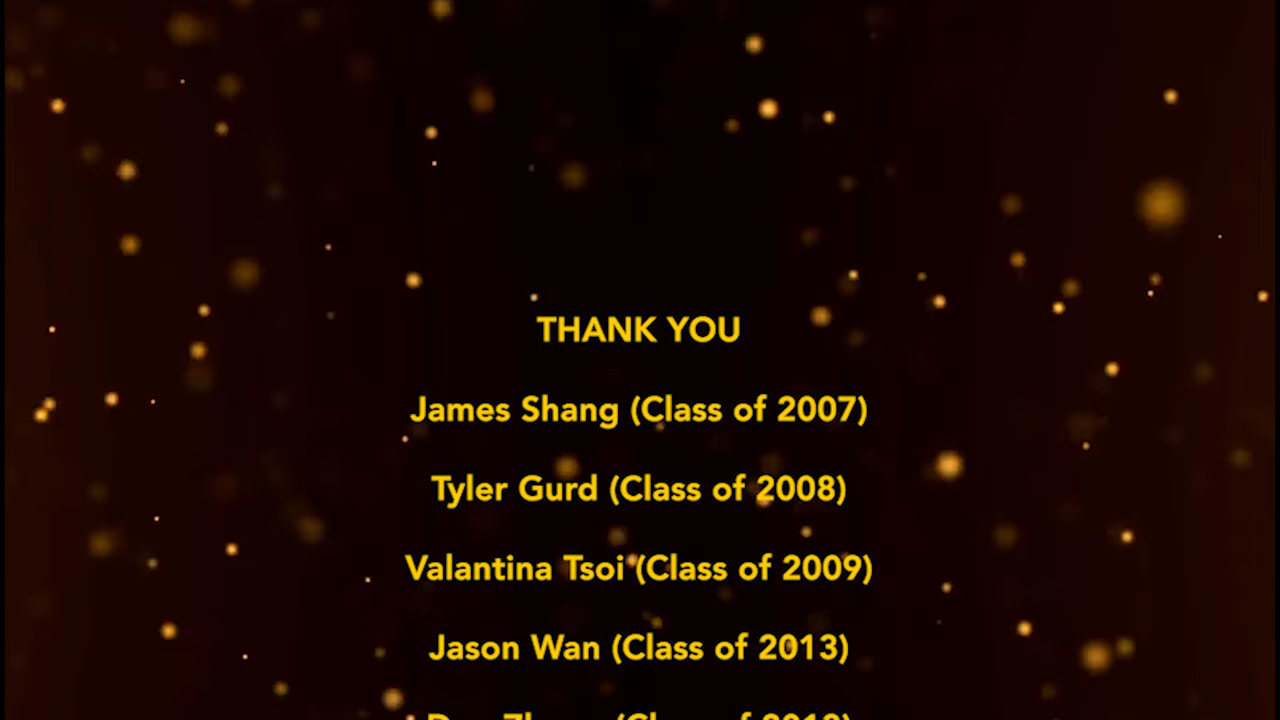 THANK YOU
James Shang (Class of 2007)
Tyler Gurd (Class of 2008)
Valantina Tsoi (Class of 2009)
Jason Wan (Class of 2013)